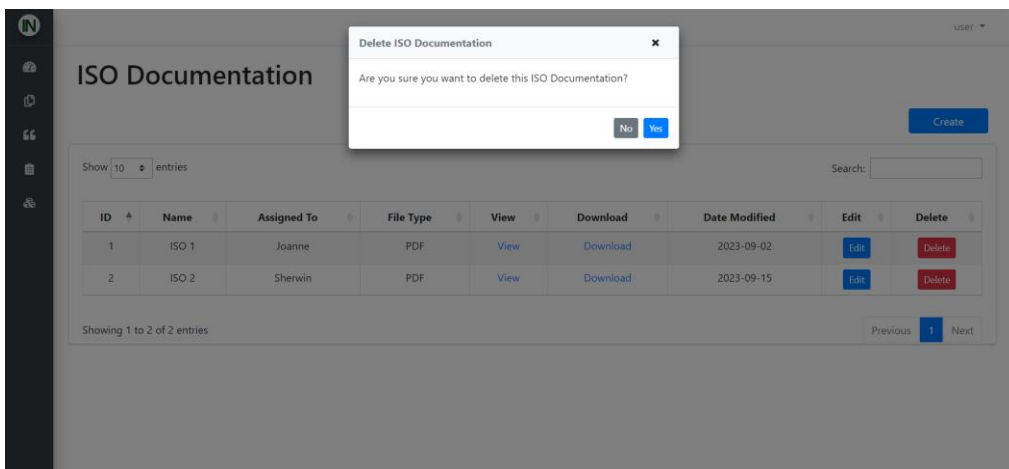 IN
user
Delete ISO Documentation
Are you sure you want to delete this ISO Documentation?
No Yes
ISO Documentation
Create
Show 10 entries Search:
ID Name Assigned To File Type View Download Date Modified Edit Delete
1 ISO 1 Joanne PDF View Download 2023-09-02 Edit Delete
2 ISO 2 Sherwin PDF View Download 2023-09-15 Edit Delete
Showing 1 to 2 of 2 entries Previous 1 Next